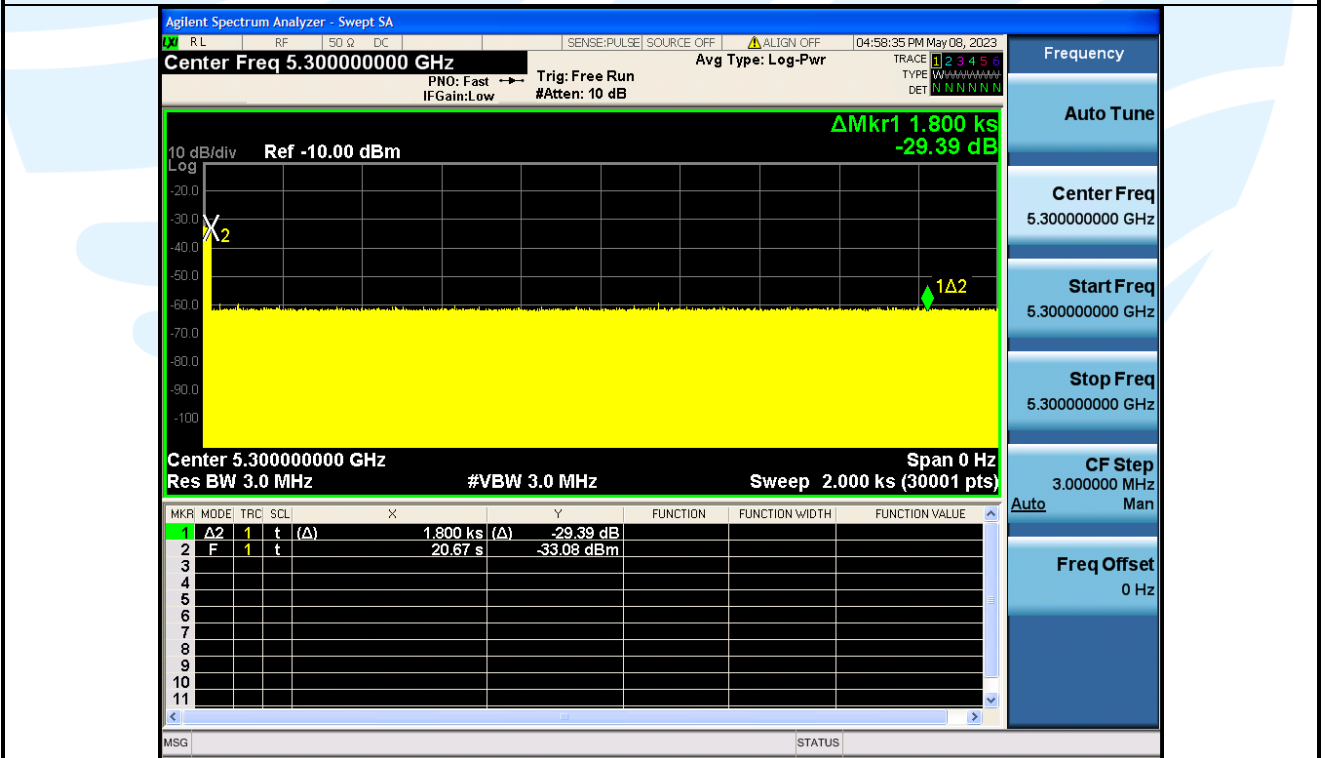 Agilent Spectrum Analyzer - Swept SA
LXI RL RF 50 Ω DC SENSE:PULSE SOURCE OFF ALIGN OFF 04:58:35 PM May 08, 2023
Center Freq 5.300000000 GHz
PNO: Fast
IFGain:Low
Trig: Free Run
#Atten: 10 dB
Avg Type: Log-Pwr
TRACE 1 2 3 4 5 6
TYPE W
DET N N N N N N
ΔMkr1 1.800 ks
-29.39 dB
10 dB/div Ref -10.00 dBm
Log
-20.0
-30.0
-40.0
-50.0
-60.0
-70.0
-80.0
-90.0
-100
2
1Δ2
Center 5.300000000 GHz Span 0 Hz
Res BW 3.0 MHz #VBW 3.0 MHz Sweep 2.000 ks (30001 pts)
MKR MODE TRC SCL X Y FUNCTION FUNCTION WIDTH FUNCTION VALUE
1 Δ2 1 t (Δ) 1.800 ks (Δ) -29.39 dB
2 F 1 t 20.67 s -33.08 dBm
3
4
5
6
7
8
9
10
11
MSG STATUS
Frequency
Auto Tune
Center Freq
5.300000000 GHz
Start Freq
5.300000000 GHz
Stop Freq
5.300000000 GHz
CF Step
3.000000 MHz
Auto Man
Freq Offset
0 Hz